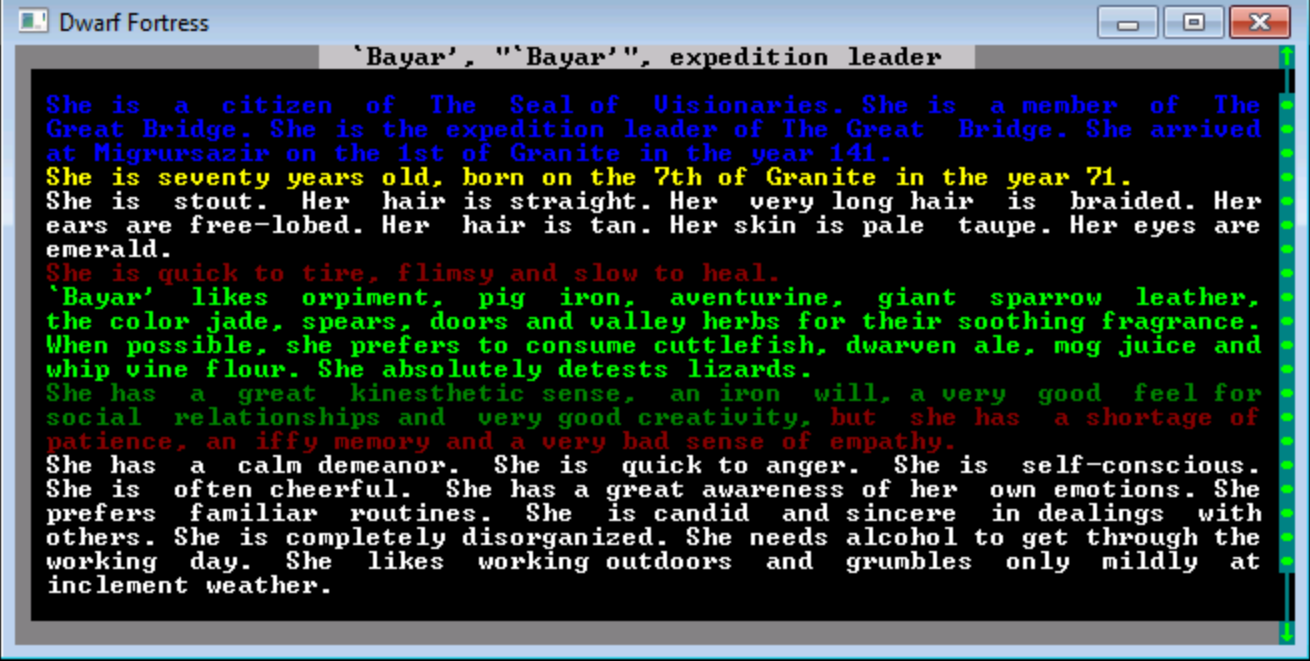 Dwarf Fortress
`Bayar', "`Bayar'", expedition leader
She is a citizen of The Seal of Visionaries. She is a member of The
Great Bridge. She is the expedition leader of The Great Bridge. She arrived
at Migrursazir on the 1st of Granite in the year 141.
She is seventy years old, born on the 7th of Granite in the year 71.
She is stout. Her hair is straight. Her very long hair is braided. Her
ears are free-lobed. Her hair is tan. Her skin is pale taupe. Her eyes are
emerald.
She is quick to tire, flimsy and slow to heal.
`Bayar' likes orpiment, pig iron, aventurine, giant sparrow leather,
the color jade, spears, doors and valley herbs for their soothing fragrance.
When possible, she prefers to consume cuttlefish, dwarven ale, mog juice and
whip vine flour. She absolutely detests lizards.
She has a great kinesthetic sense, an iron will, a very good feel for
social relationships and very good creativity, but she has a shortage of
patience, an iffy memory and a very bad sense of empathy.
She has a calm demeanor. She is quick to anger. She is self-conscious.
She is often cheerful. She has a great awareness of her own emotions. She
prefers familiar routines. She is candid and sincere in dealings with
others. She is completely disorganized. She needs alcohol to get through the
working day. She likes working outdoors and grumbles only mildly at
inclement weather.